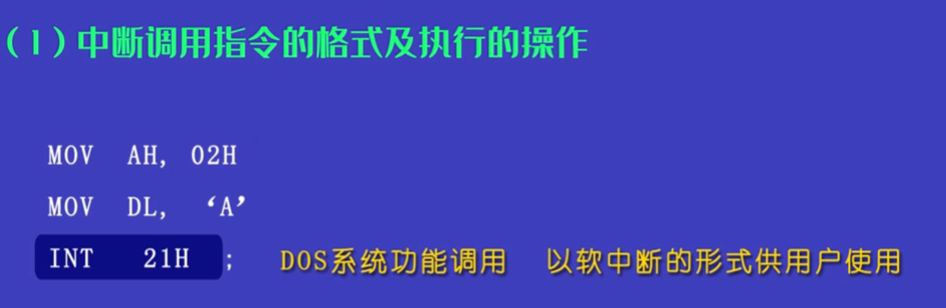 (1)中断调用指令的格式及执行的操作
MOV AH, 02H
MOV DL, ‘A’
INT 21H ; DOS系统功能调用 以软中断的形式供用户使用